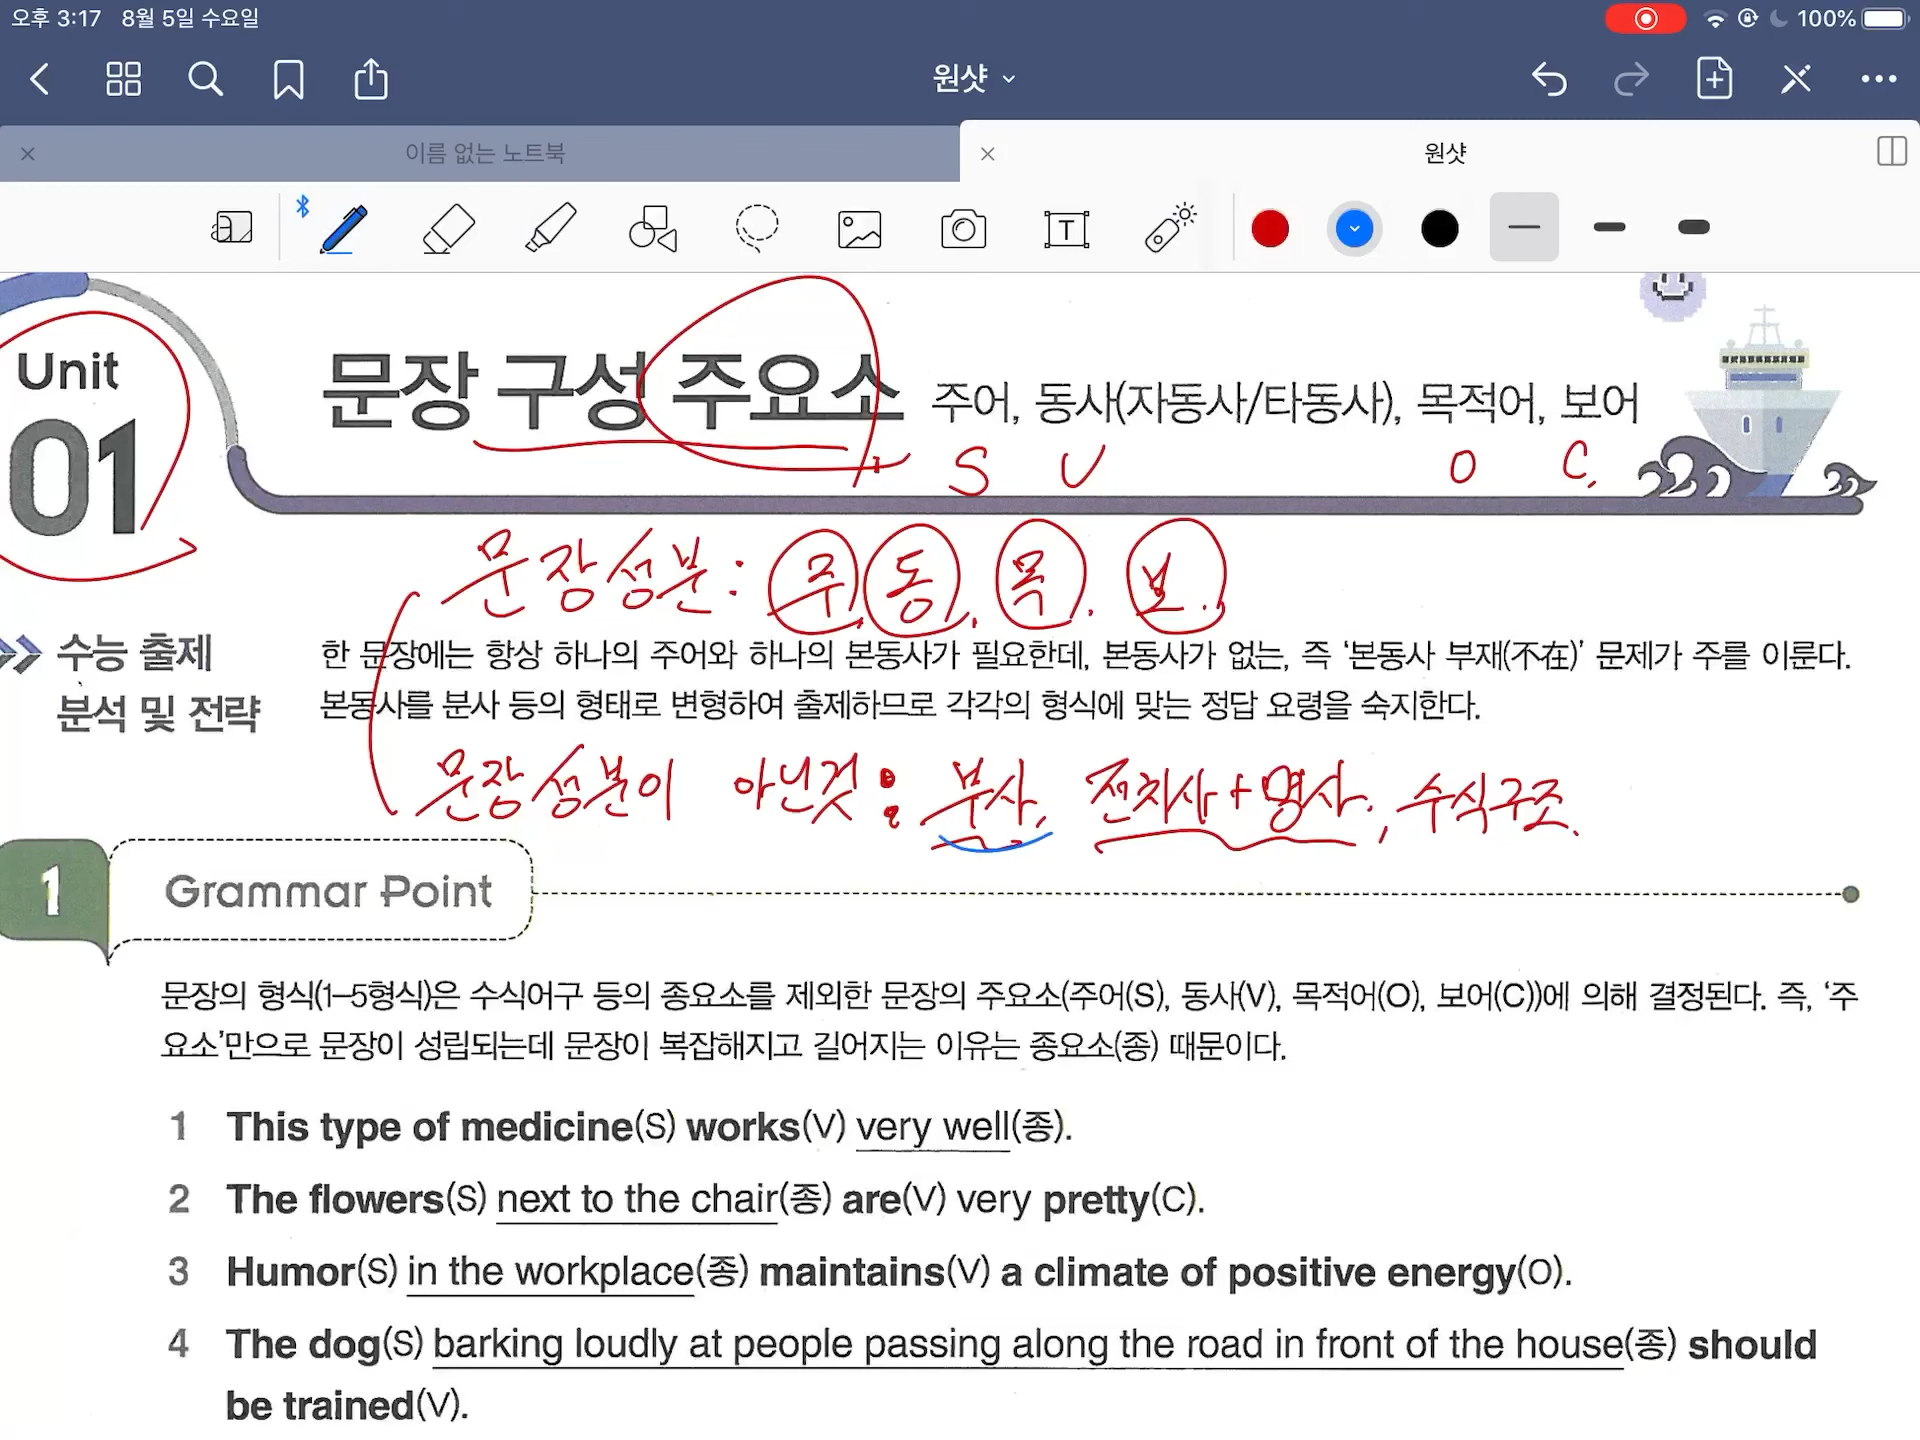 오후 3:17 8월 5일 수요일 100%
원샷
이름 없는 노트북 원샷
Unit
01
문장 구성 주요소 주어, 동사(자동사/타동사), 목적어, 보어
S V O C.
문장성분: 주, 동, 목, 보.,
수능 출제
분석 및 전략
한 문장에는 항상 하나의 주어와 하나의 본동사가 필요한데, 본동사가 없는, 즉 ‘본동사 부재(不在)’ 문제가 주를 이룬다.
본동사를 분사 등의 형태로 변형하여 출제하므로 각각의 형식에 맞는 정답 요령을 숙지한다.
문장성분이 아닌것: 부사, 전치사+명사, 수식구조.
1 Grammar Point
문장의 형식(1–5형식)은 수식어구 등의 종요소를 제외한 문장의 주요소(주어(S), 동사(V), 목적어(O), 보어(C))에 의해 결정된다. 즉, ‘주
요소’만으로 문장이 성립되는데 문장이 복잡해지고 길어지는 이유는 종요소(종) 때문이다.
1 This type of medicine(S) works(V) very well(종).
2 The flowers(S) next to the chair(종) are(V) very pretty(C).
3 Humor(S) in the workplace(종) maintains(V) a climate of positive energy(O).
4 The dog(S) barking loudly at people passing along the road in front of the house(종) should
be trained(V).